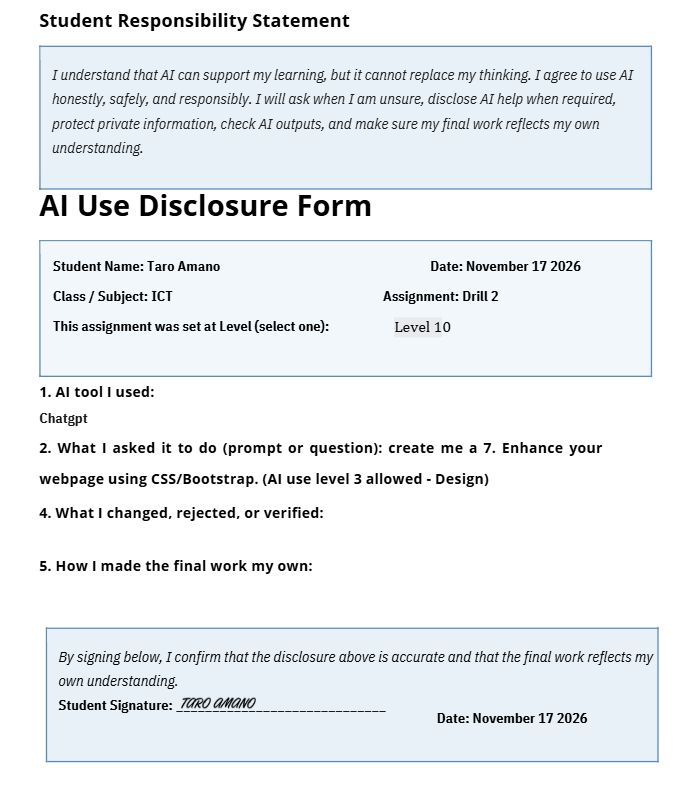 Student Responsibility Statement
I understand that AI can support my learning, but it cannot replace my thinking. I agree to use AI
honestly, safely, and responsibly. I will ask when I am unsure, disclose AI help when required,
protect private information, check AI outputs, and make sure my final work reflects my own
understanding.
AI Use Disclosure Form
Student Name: Taro Amano Date: November 17 2026
Class / Subject: ICT Assignment: Drill 2
This assignment was set at Level (select one): Level 10
1. AI tool I used:
Chatgpt
2. What I asked it to do (prompt or question): create me a 7. Enhance your
webpage using CSS/Bootstrap. (AI use level 3 allowed - Design)
4. What I changed, rejected, or verified:
5. How I made the final work my own:
By signing below, I confirm that the disclosure above is accurate and that the final work reflects my
own understanding.
Student Signature: TARO AMANO
Date: November 17 2026